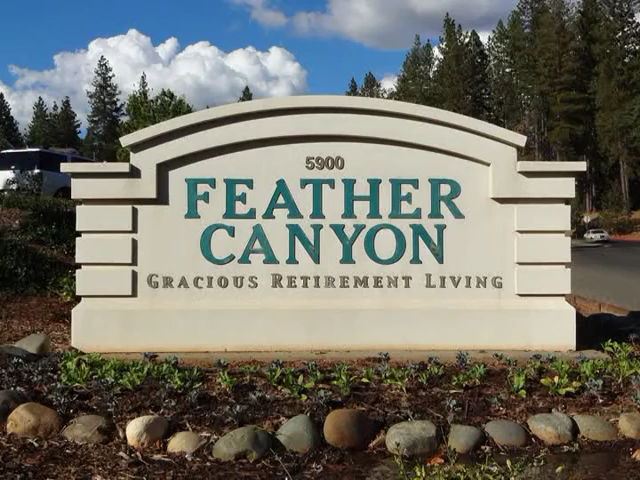 5900
FEATHER
CANYON
GRACIOUS RETIREMENT LIVING